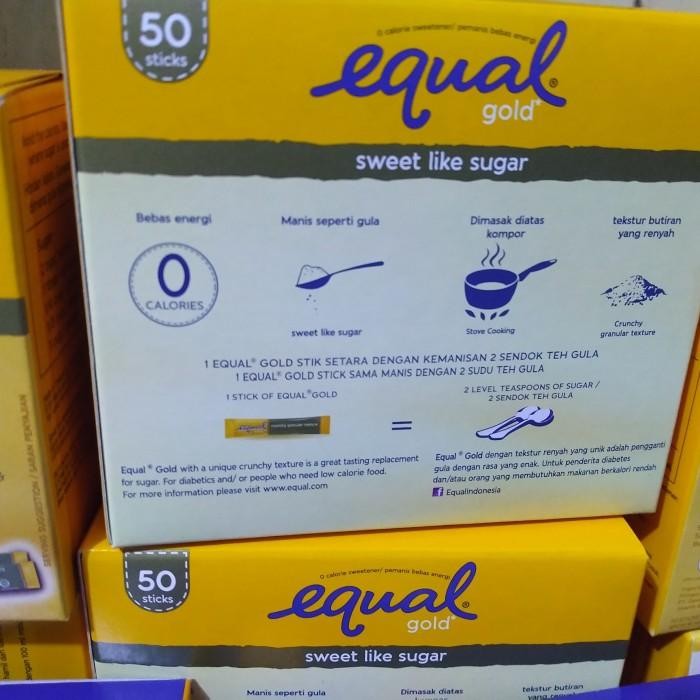 50
sticks
0 calorie sweetener/ pemanis bebas energi
equal®
gold*
sweet like sugar
Bebas energi
Manis seperti gula
Dimasak diatas
kompor
tekstur butiran
yang renyah
0
CALORIES
sweet like sugar
Stove Cooking
Crunchy
granular texture
1 EQUAL® GOLD STIK SETARA DENGAN KEMANISAN 2 SENDOK TEH GULA
1 EQUAL® GOLD STICK SAMA MANIS DENGAN 2 SUDU TEH GULA
1 STICK OF EQUAL® GOLD
=
2 LEVEL TEASPOONS OF SUGAR /
2 SENDOK TEH GULA
Equal ® Gold with a unique crunchy texture is a great tasting replacement
for sugar. For diabetics and/ or people who need low calorie food.
For more information please visit www.equal.com
Equal ® Gold dengan tekstur renyah yang unik adalah pengganti
gula dengan rasa yang enak. Untuk penderita diabetes
dan/atau orang yang membutuhkan makanan berkalori rendah
f Equalindonesia
SERVING SUGGESTION / SARAN PENYAJIAN
50
sticks
0 calorie sweetener/ pemanis bebas energi
equal®
gold*
sweet like sugar
Manis seperti gula
Dimasak diatas
tekstur butiran